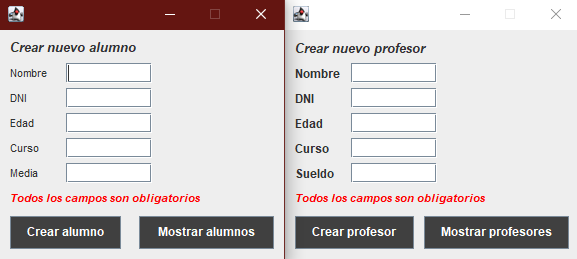 Crear nuevo alumno
Nombre
DNI
Edad
Curso
Media
Todos los campos son obligatorios
Crear alumno
Mostrar alumnos
Crear nuevo profesor
Nombre
DNI
Edad
Curso
Sueldo
Todos los campos son obligatorios
Crear profesor
Mostrar profesores